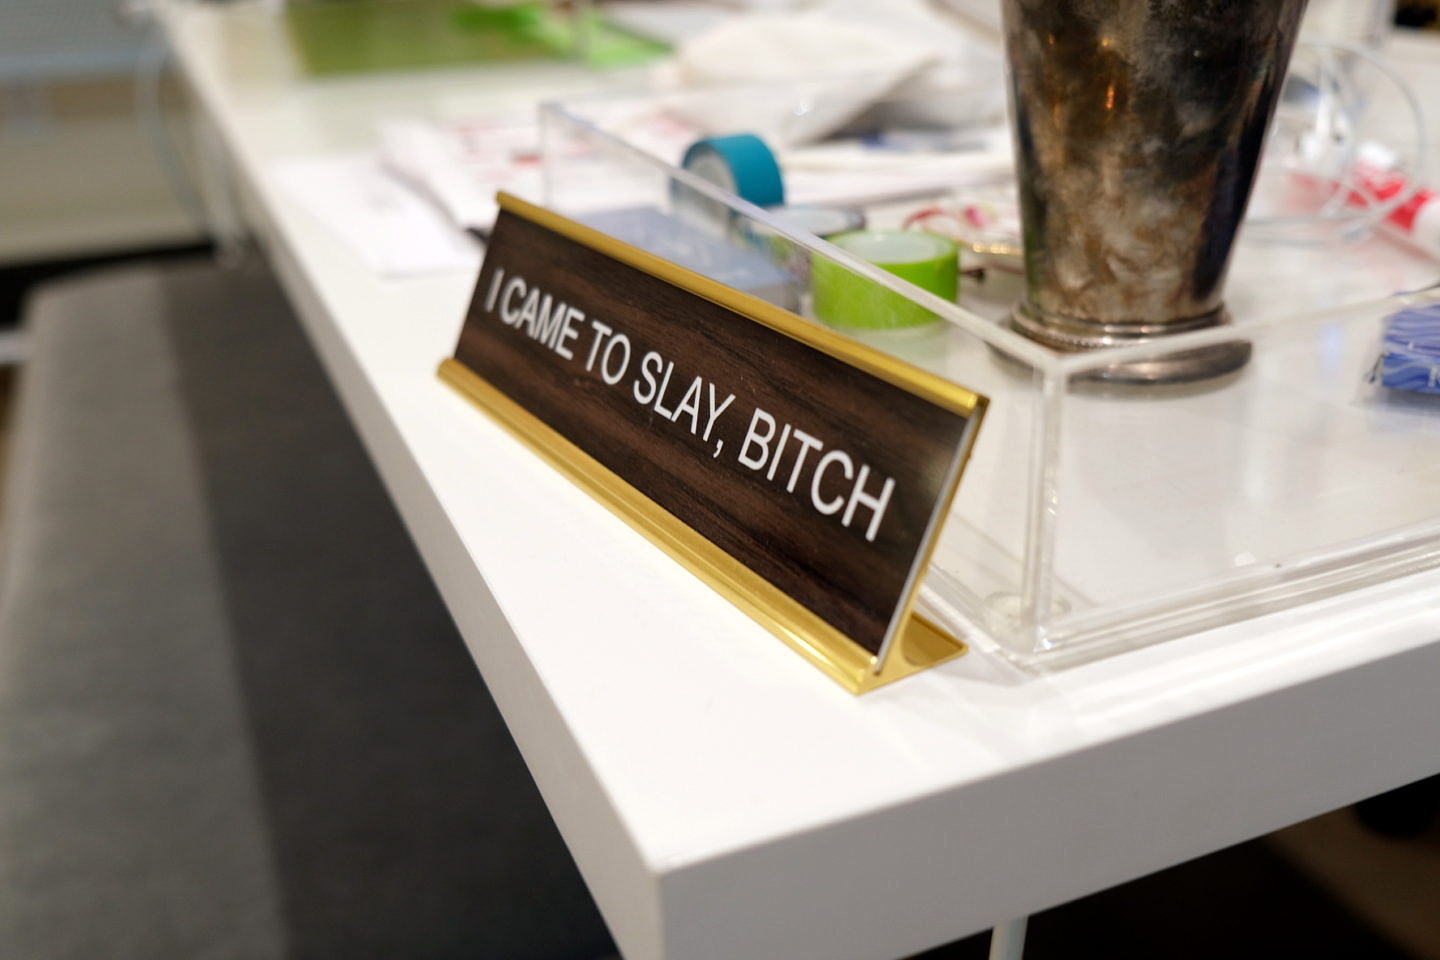 I CAME TO SLAY, BITCH